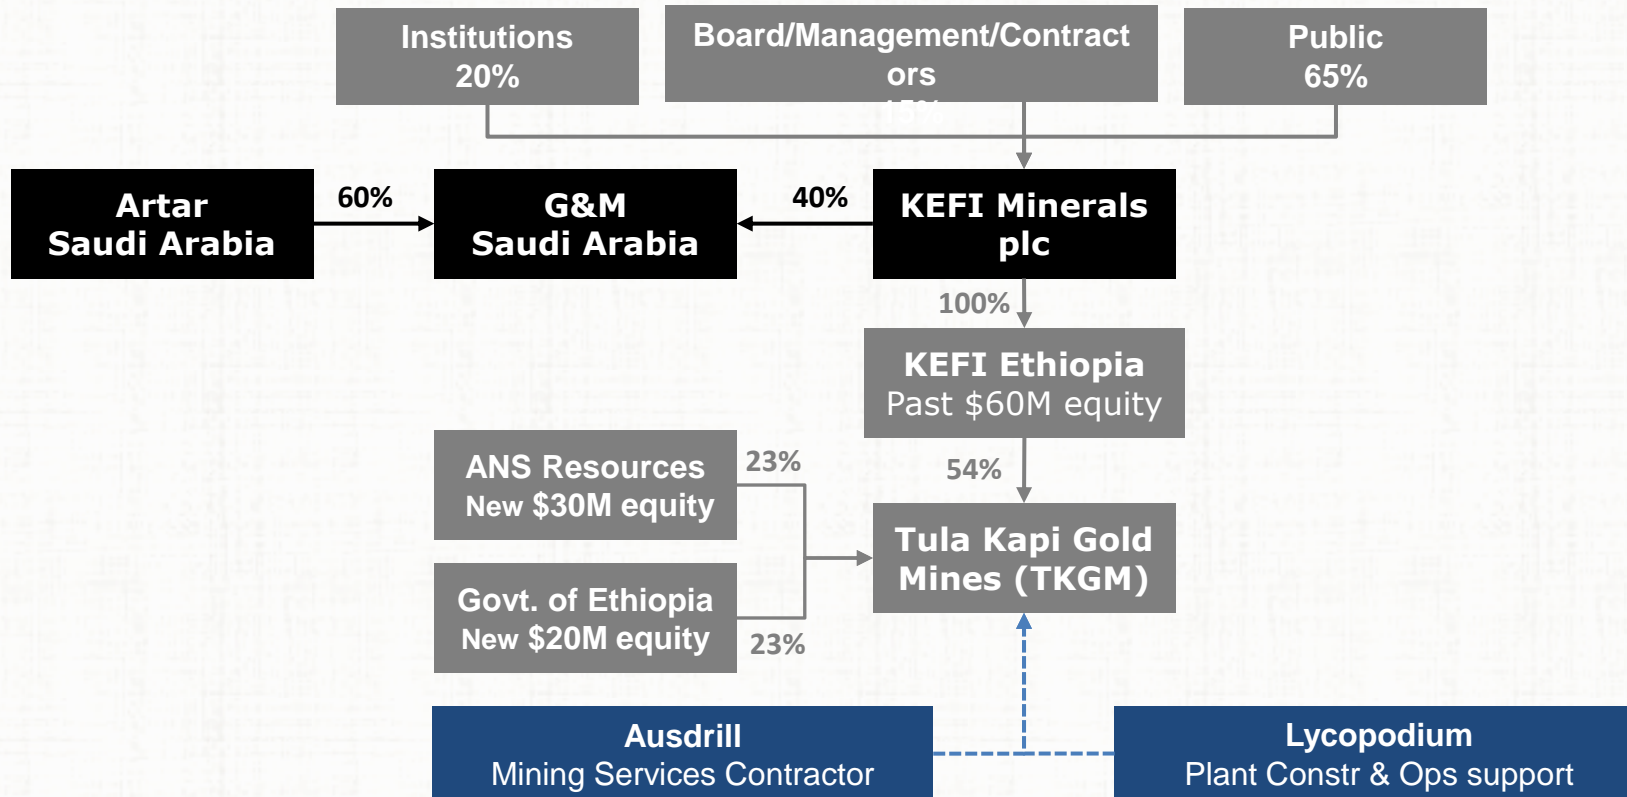 Institutions
20%
Board/Management/Contract
ors
15%
Public
65%
Artar
Saudi Arabia
60%
G&M
Saudi Arabia
40%
KEFI Minerals
plc
100%
KEFI Ethiopia
Past $60M equity
ANS Resources
New $30M equity
23%
54%
Govt. of Ethiopia
New $20M equity
23%
Tula Kapi Gold
Mines (TKGM)
Ausdrill
Mining Services Contractor
Lycopodium
Plant Constr & Ops support